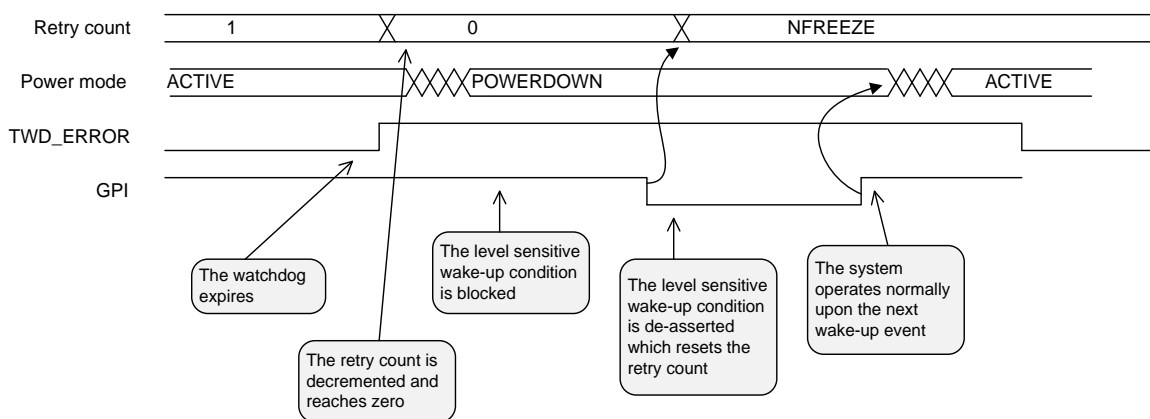 Retry count
1
0
NFREEZE
Power mode
ACTIVE
POWERDOWN
ACTIVE
TWD_ERROR
GPI
The watchdog
expires
The retry count is
decremented and
reaches zero
The level sensitive
wake-up condition
is blocked
The level sensitive
wake-up condition
is de-asserted
which resets the
retry count
The system
operates normally
upon the next
wake-up event